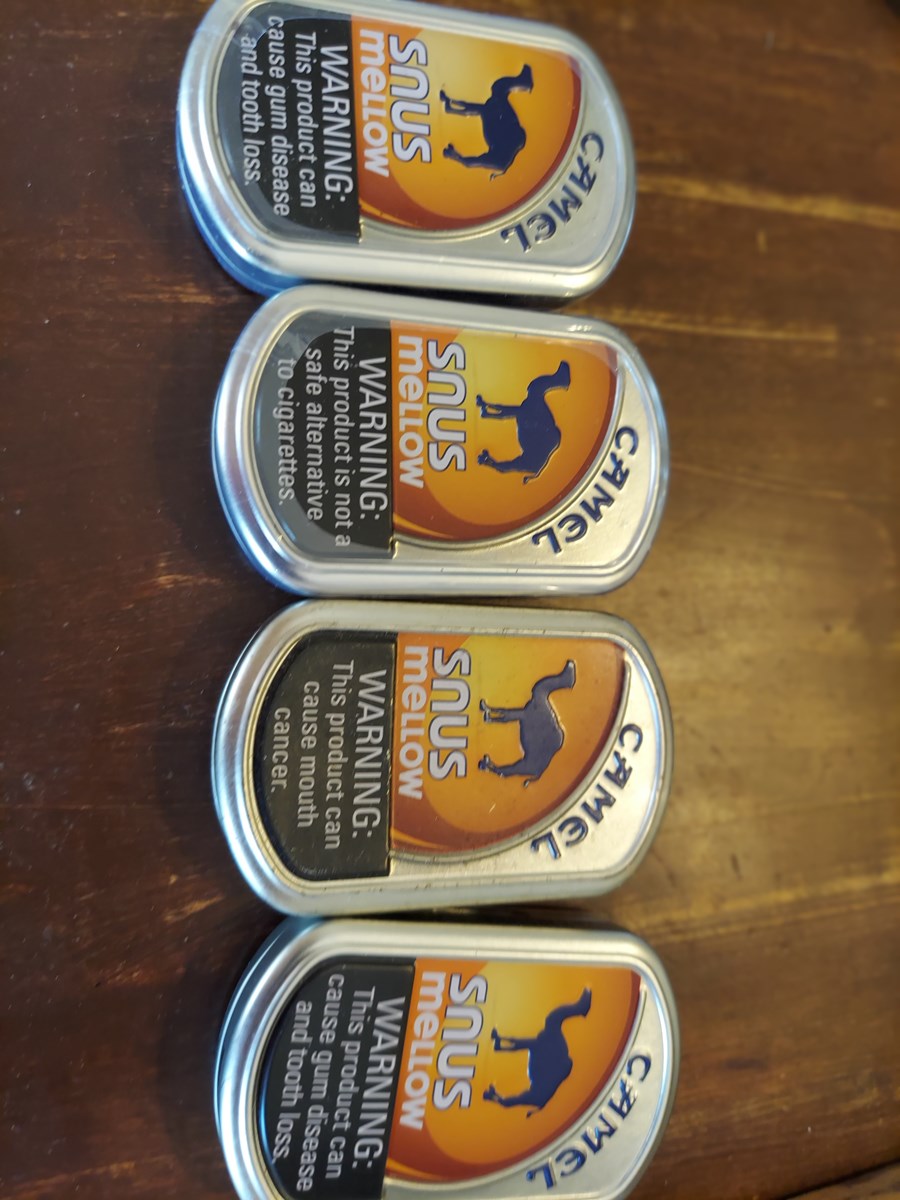 CAMEL
SNUS
MELLOW
WARNING:
This product can
cause gum disease
and tooth loss.
CAMEL
SNUS
MELLOW
WARNING:
This product is not a
safe alternative
to cigarettes.
CAMEL
SNUS
MELLOW
WARNING:
This product can
cause mouth
cancer.
CAMEL
SNUS
MELLOW
WARNING:
This product can
cause gum disease
and tooth loss.